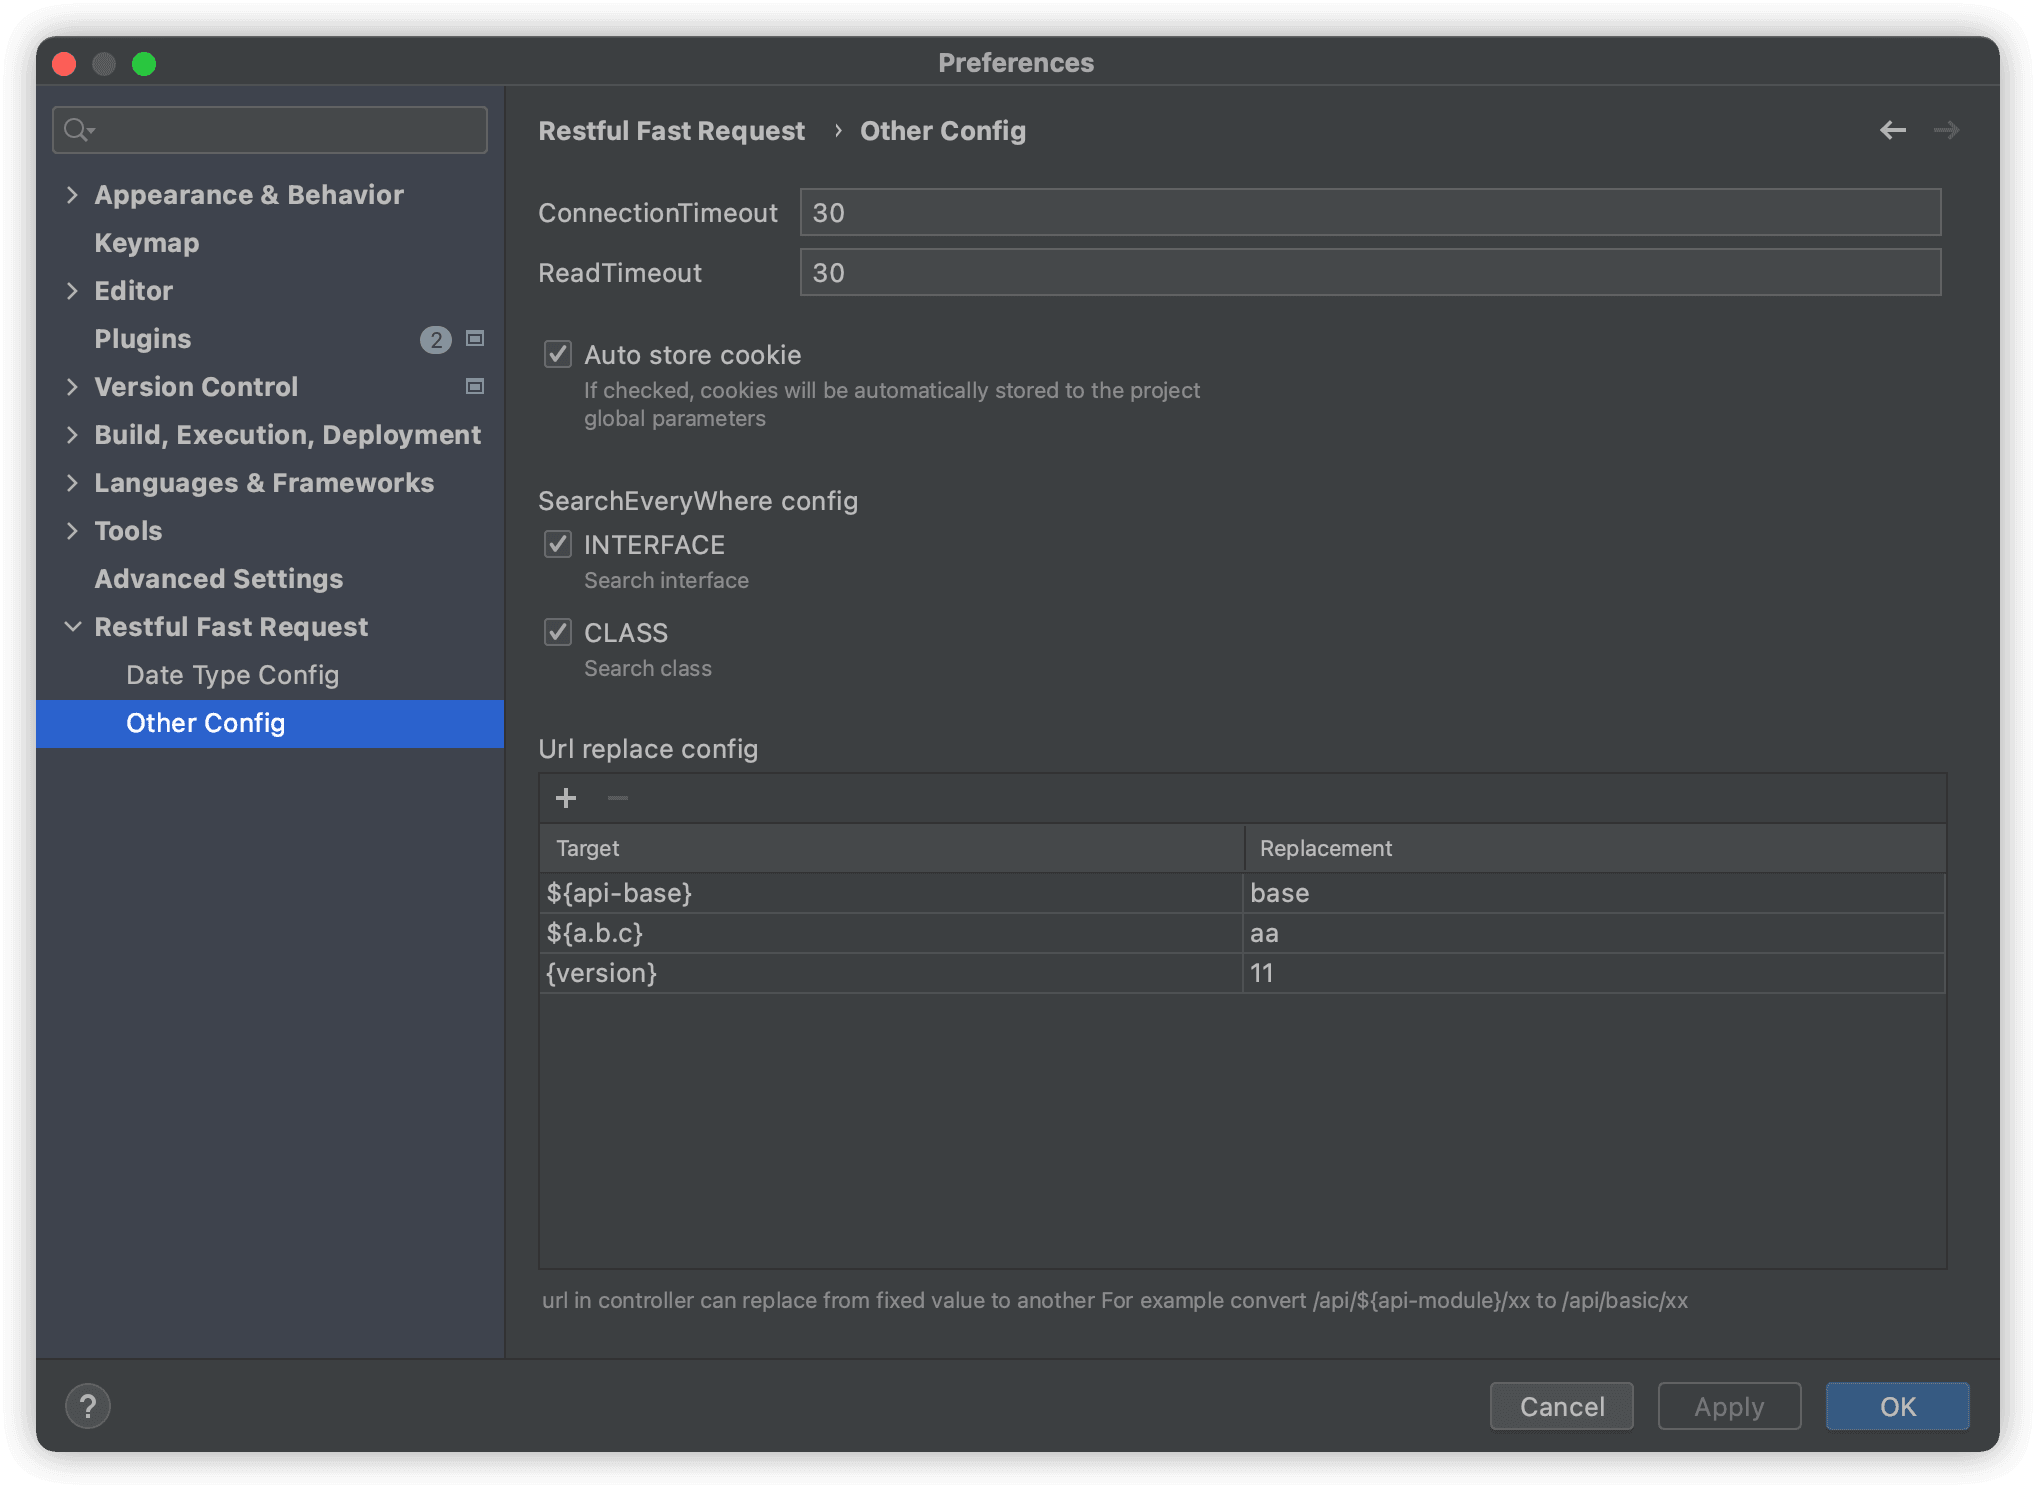 Preferences
Restful Fast Request › Other Config
Appearance & Behavior
Keymap
Editor
Plugins 2
Version Control
Build, Execution, Deployment
Languages & Frameworks
Tools
Advanced Settings
Restful Fast Request
Date Type Config
Other Config
ConnectionTimeout 30
ReadTimeout 30
Auto store cookie
If checked, cookies will be automatically stored to the project
global parameters
SearchEveryWhere config
INTERFACE
Search interface
CLASS
Search class
Url replace config
Target Replacement
${api-base} base
${a.b.c} aa
{version} 11
url in controller can replace from fixed value to another For example convert /api/${api-module}/xx to /api/basic/xx
? Cancel Apply OK